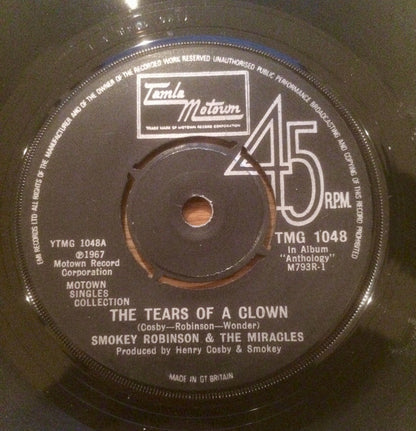 EMI RECORDS LTD ALL RIGHTS OF THE MANUFACTURER AND OF THE OWNER OF THE RECORDED WORK RESERVED UNAUTHORISED PUBLIC PERFORMANCE BROADCASTING AND COPYING OF THIS RECORD PROHIBITED
Tamla
Motown
TRADE MARK OF MOTOWN RECORD CORPORATION
45
R.P.M.
YTMG 1048A
℗1967
Motown Record
Corporation
MOTOWN
SINGLES
COLLECTION
TMG 1048
In Album
"Anthology"
M793R-1
THE TEARS OF A CLOWN
(Cosby—Robinson—Wonder)
SMOKEY ROBINSON & THE MIRACLES
Produced by Henry Cosby & Smokey
MADE IN GT BRITAIN